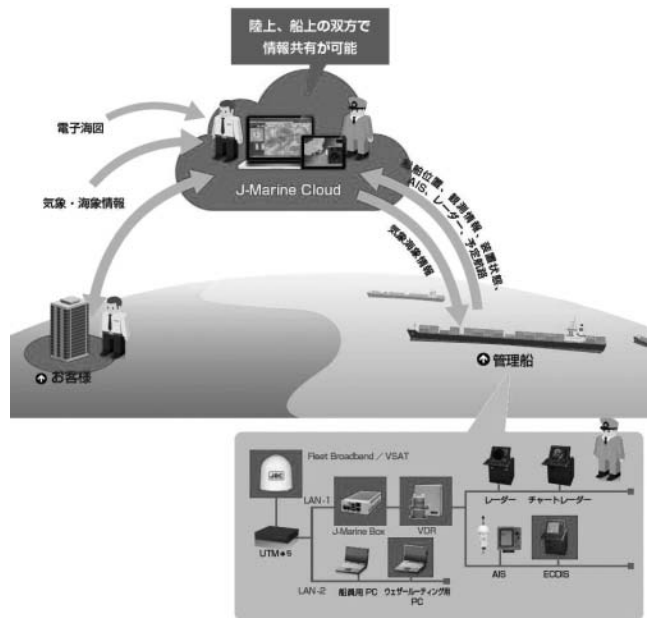 陸上、船上の双方で
情報共有が可能
電子海図
J-Marine Cloud
気象・海象情報
船位置、観測情報、装置状態、
AIS、レーダー、予定航路
気象海象情報
お客様
管理船
Fleet Broadband／VSAT
JRC
LAN-1
レーダー
チャートレーダー
J-Marine Box
VDR
UTM※5
AIS
ECDIS
LAN-2
船員用 PC
ウェザールーティング用
PC